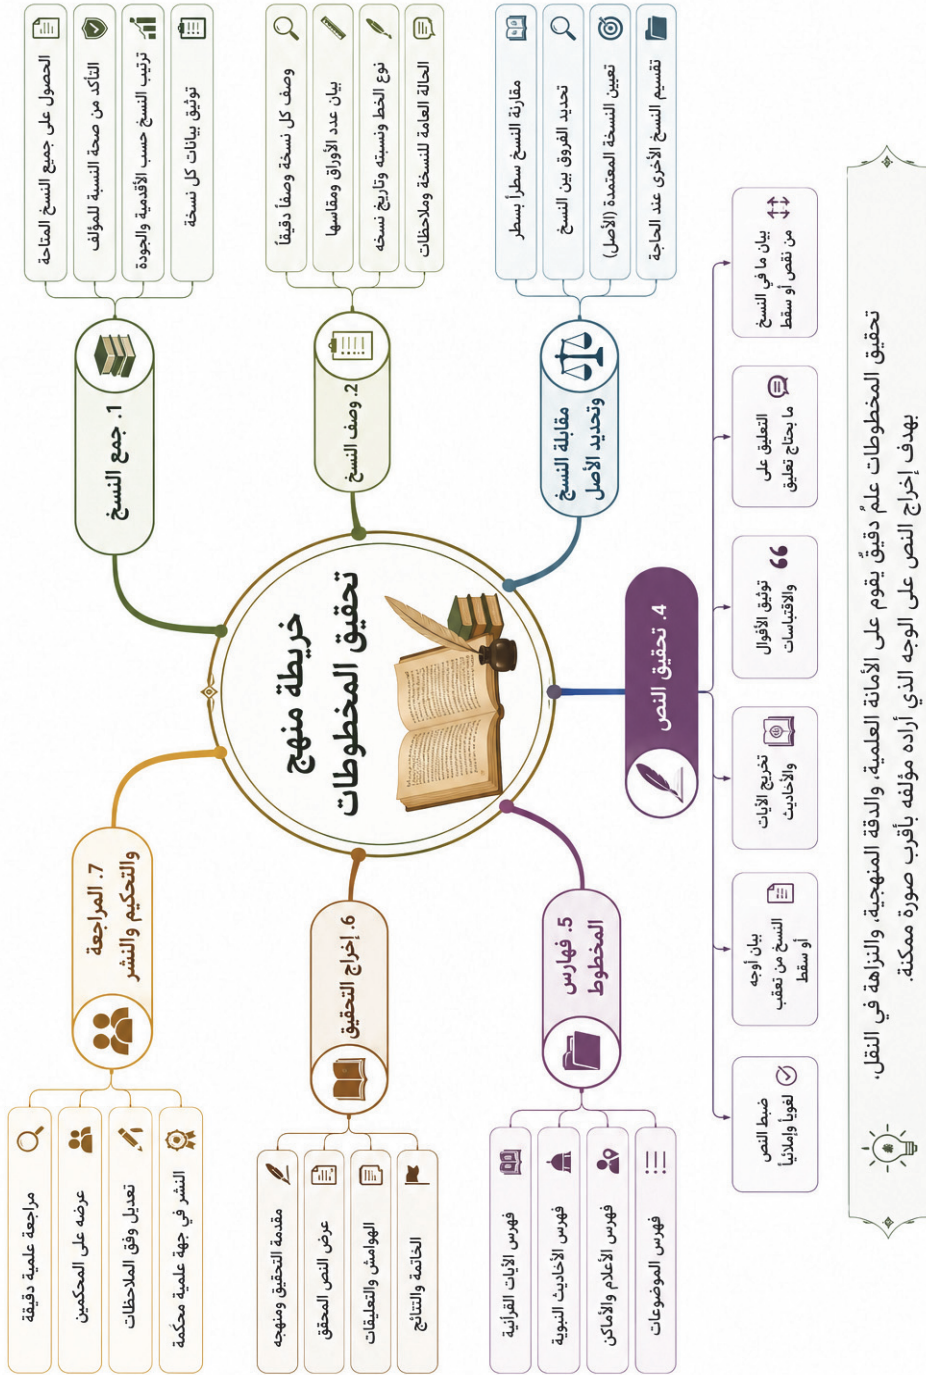 خريطة منهج
تحقيق المخطوطات
1. جمع النسخ
الحصول على جميع النسخ المتاحة
التأكد من صحة النسبة للمؤلف
ترتيب النسخ حسب الأقدمية والجودة
توثيق بيانات كل نسخة
2. وصف النسخ
وصف كل نسخة وصفاً دقيقاً
بيان عدد الأوراق ومقاسها
نوع الخط ونسبته وتاريخ نسخه
الحالة العامة للنسخة وملاحظات
مقابلة النسخ
وتحديد الأصل
مقارنة النسخ سطراً بسطر
تحديد الفروق بين النسخ
تعيين النسخة المعتمدة (الأصل)
تقسيم النسخ الأخرى عند الحاجة
4. تحقيق النص
بيان ما في النسخ
من نقص أو سقط
التعليق على
ما يحتاج تعليق
توثيق الأقوال
والاقتباسات
تخريج الآيات
والأحاديث
بيان أوجه
النسخ من تعقب
أو سقط
ضبط النص
لغوياً وإملائياً
5. فهارس
المخطوط
فهرس الآيات القرآنية
فهرس الأحاديث النبوية
فهرس الأعلام والأماكن
فهرس الموضوعات
6. إخراج التحقيق
مقدمة التحقيق ومنهجه
عرض النص المحقق
الهوامش والتعليقات
الخاتمة والنتائج
7. المراجعة
والتحكيم والنشر
مراجعة علمية دقيقة
عرضه على المحكمين
تعديل وفق الملاحظات
النشر في جهة علمية محكمة
تحقيق المخطوطات علمٌ دقيقٌ يقوم على الأمانة العلمية، والدقة المنهجية، والنزاهة في النقل،
بهدف إخراج النص على الوجه الذي أراده مؤلفه بأقرب صورة ممكنة.